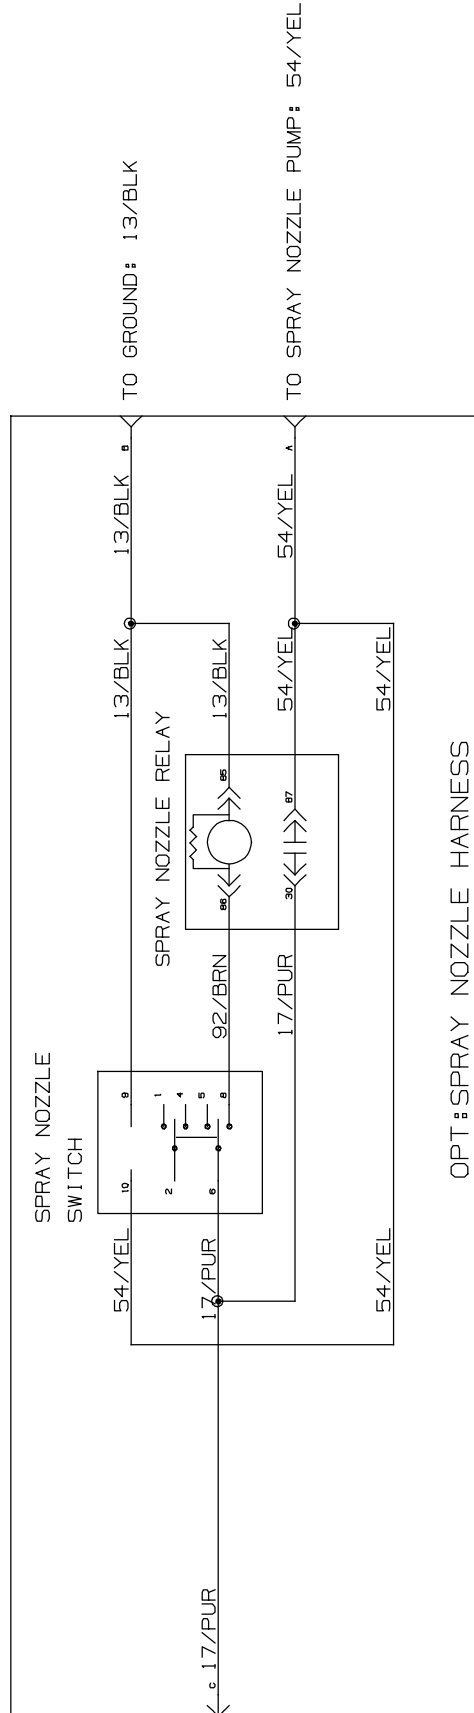 SPRAY NOZZLE
SWITCH
54/YEL
10
9
13/BLK
13/BLK
B
TO GROUND: 13/BLK
SPRAY NOZZLE RELAY
1
2
4
5
6
8
C
17/PUR
17/PUR
92/BRN
86
85
13/BLK
17/PUR
30
87
54/YEL
54/YEL
A
TO SPRAY NOZZLE PUMP: 54/YEL
54/YEL
54/YEL
OPT:SPRAY NOZZLE HARNESS